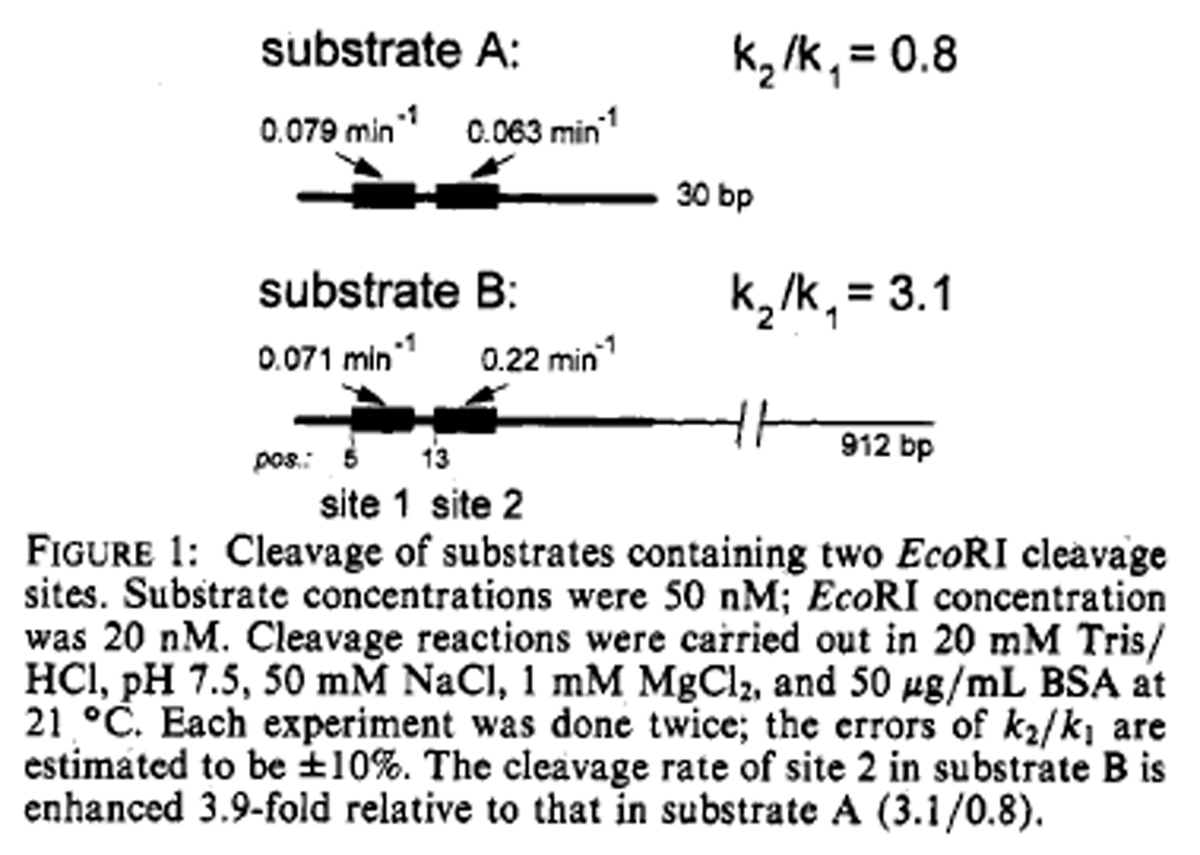 substrate A: k₂/k₁ = 0.8
0.079 min⁻¹ 0.063 min⁻¹
30 bp
substrate B: k₂/k₁ = 3.1
0.071 min⁻¹ 0.22 min⁻¹
912 bp
pos.: 5 13
site 1 site 2
FIGURE 1: Cleavage of substrates containing two EcoRI cleavage
sites. Substrate concentrations were 50 nM; EcoRI concentration
was 20 nM. Cleavage reactions were carried out in 20 mM Tris/
HCl, pH 7.5, 50 mM NaCl, 1 mM MgCl₂, and 50 μg/mL BSA at
21 °C. Each experiment was done twice; the errors of k₂/k₁ are
estimated to be ±10%. The cleavage rate of site 2 in substrate B is
enhanced 3.9-fold relative to that in substrate A (3.1/0.8).